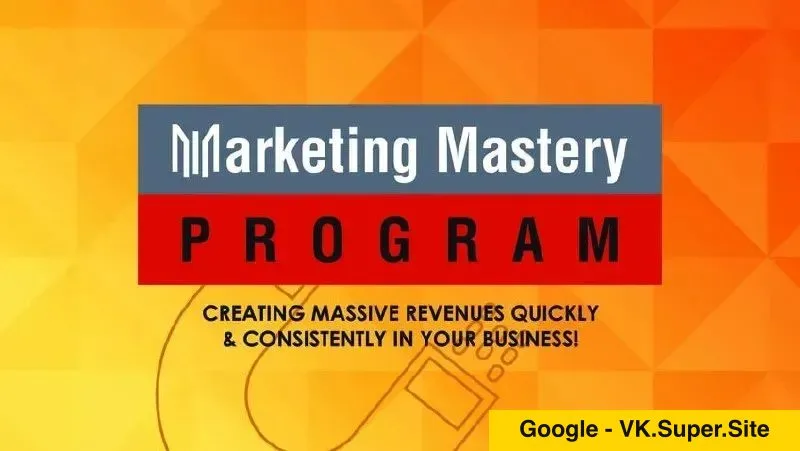 Marketing Mastery
PROGRAM
CREATING MASSIVE REVENUES QUICKLY
& CONSISTENTLY IN YOUR BUSINESS!
Google - VK.Super.Site